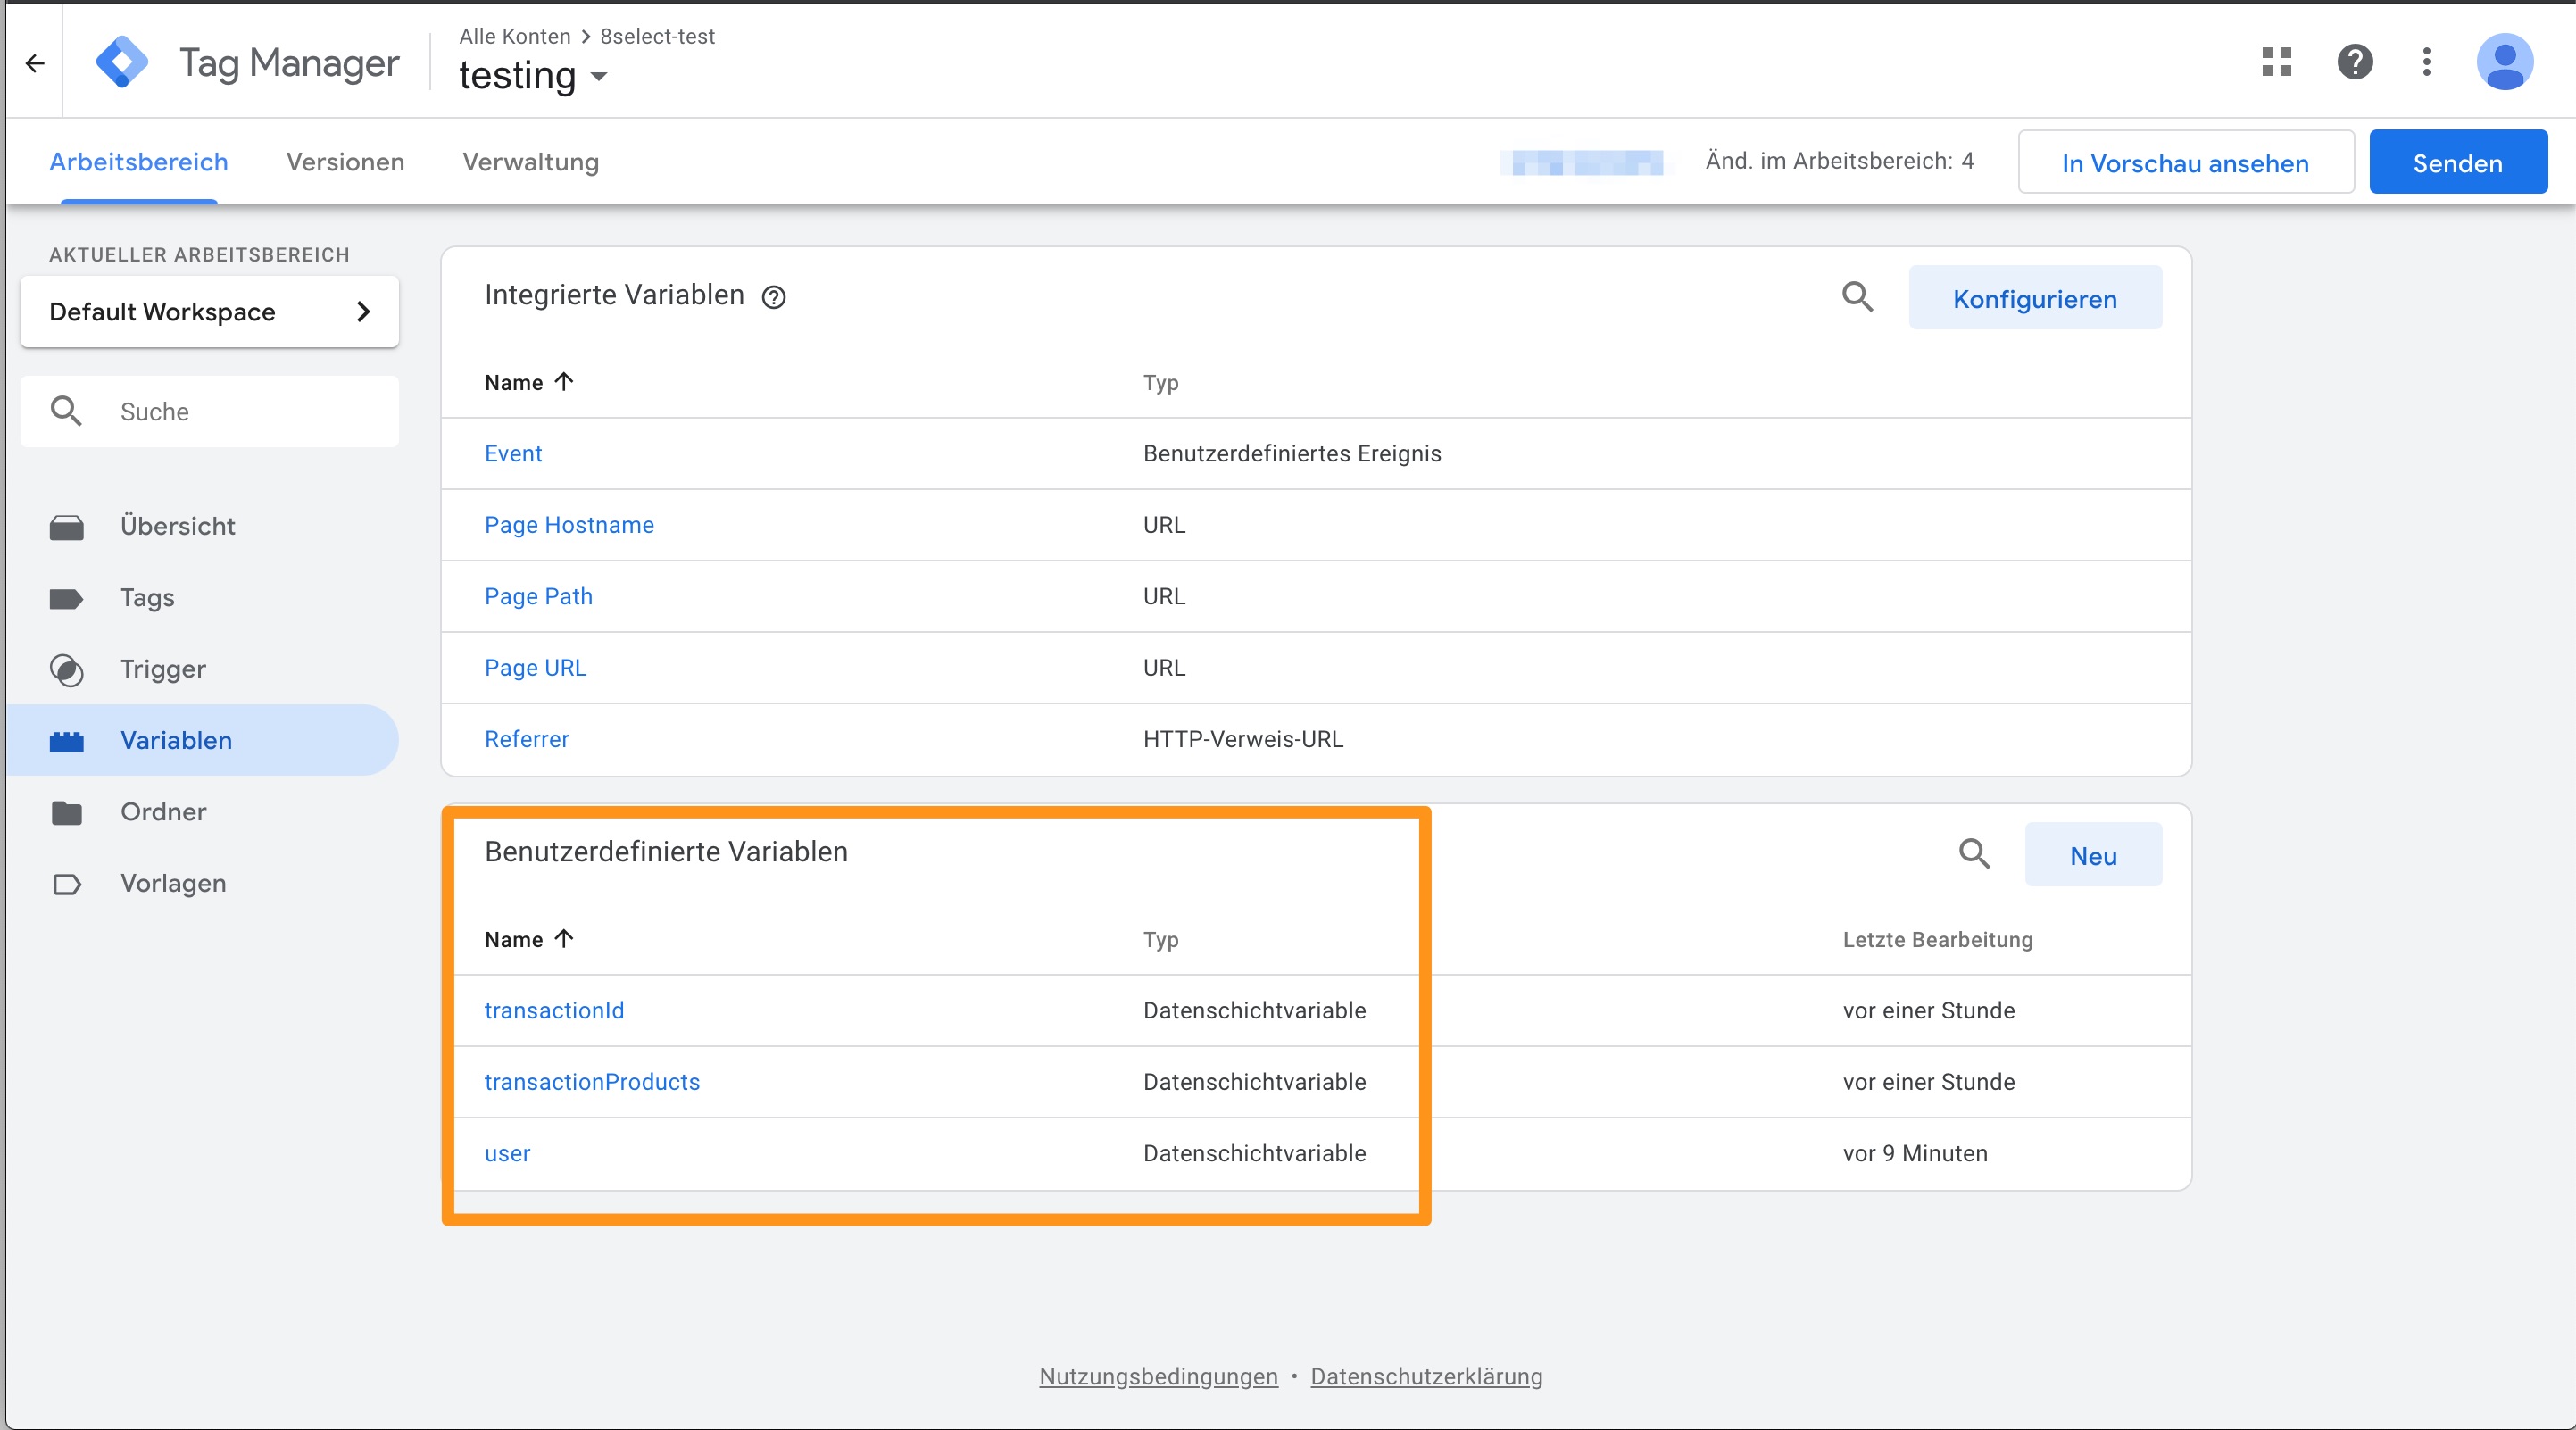 Alle Konten > 8select-test
Tag Manager
testing
Arbeitsbereich Versionen Verwaltung
Änd. im Arbeitsbereich: 4
In Vorschau ansehen
Senden
AKTUELLER ARBEITSBEREICH
Default Workspace
Suche
Übersicht
Tags
Trigger
Variablen
Ordner
Vorlagen
Integrierte Variablen
Konfigurieren
Name Typ
Event Benutzerdefiniertes Ereignis
Page Hostname URL
Page Path URL
Page URL URL
Referrer HTTP-Verweis-URL
Benutzerdefinierte Variablen
Neu
Name Typ Letzte Bearbeitung
transactionId Datenschichtvariable vor einer Stunde
transactionProducts Datenschichtvariable vor einer Stunde
user Datenschichtvariable vor 9 Minuten
Nutzungsbedingungen • Datenschutzerklärung